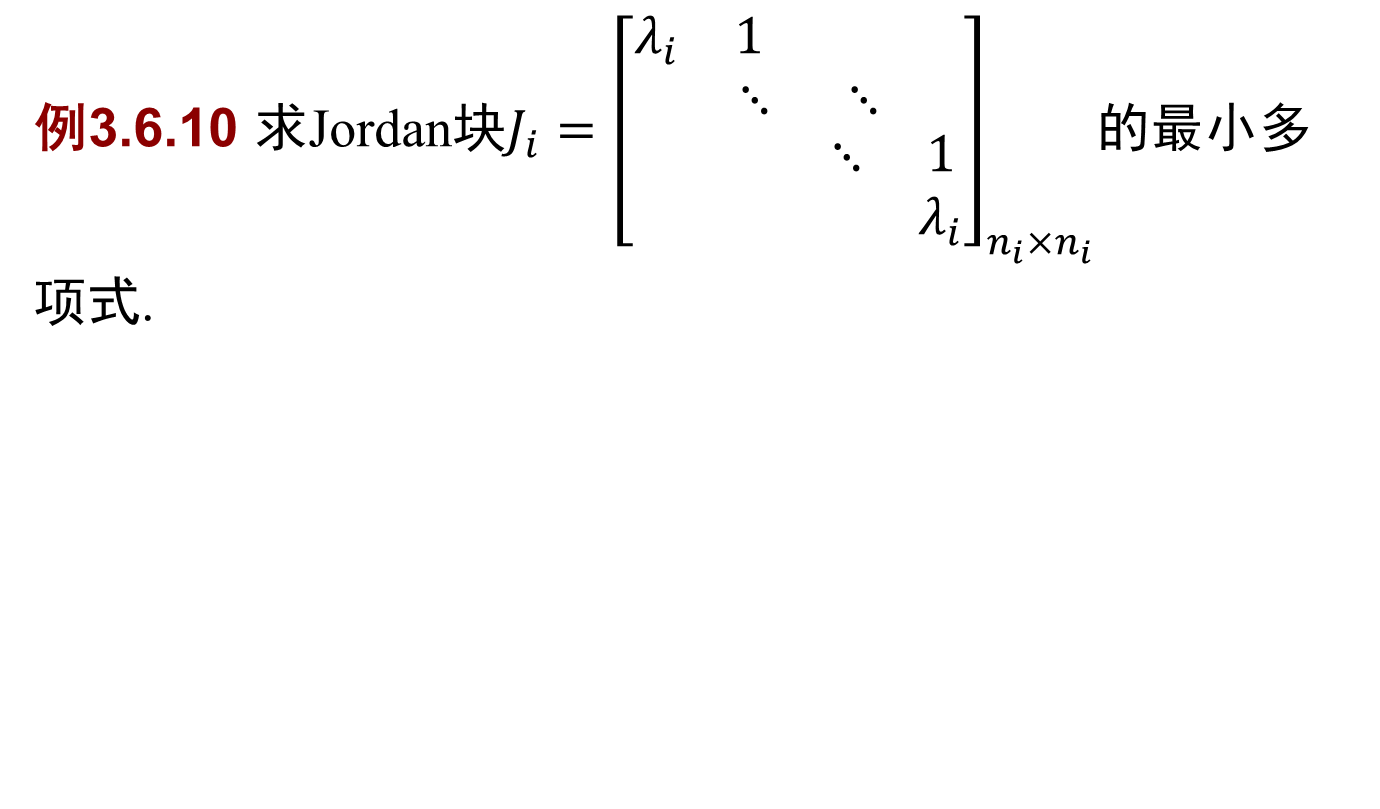 例3.6.10 求Jordan块$J_i = \begin{bmatrix} \lambda_i & 1 & & \\ & \ddots & \ddots & \\ & & \ddots & 1 \\ & & & \lambda_i \end{bmatrix}_{n_i \times n_i}$的最小多
项式.